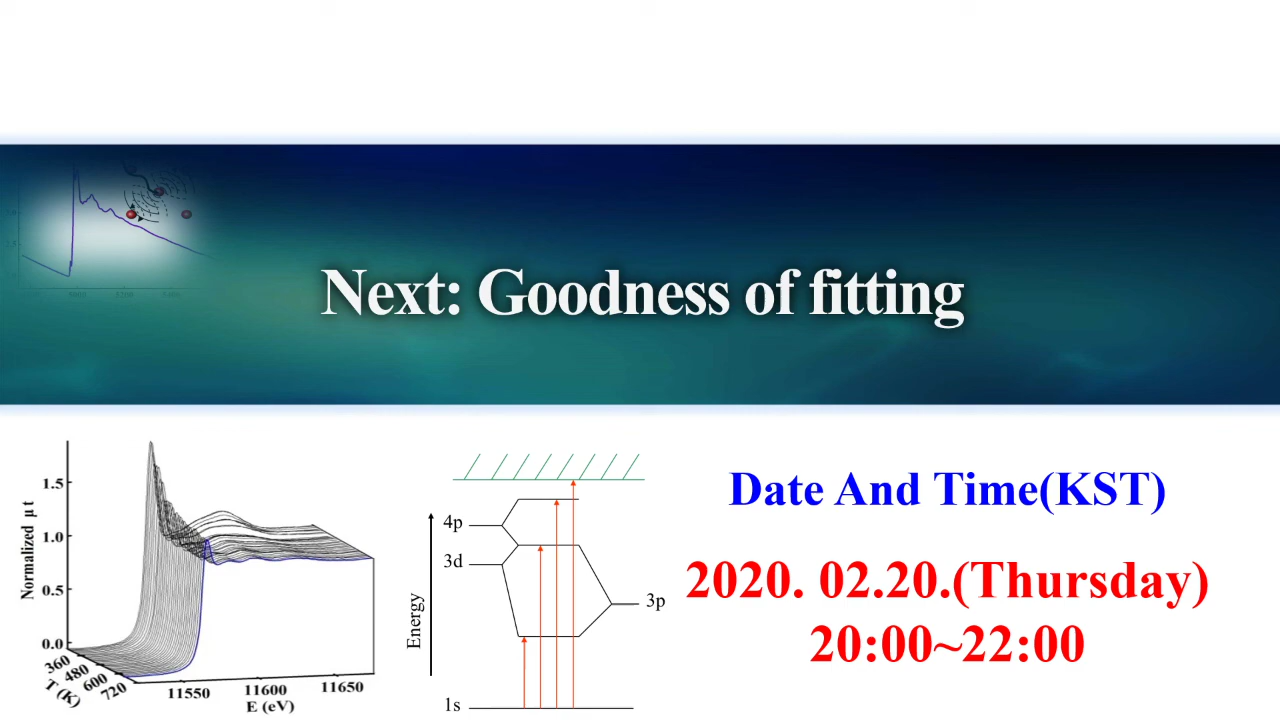 Next: Goodness of fitting
Date And Time(KST)
2020. 02.20.(Thursday)
20:00~22:00
Normalized μ t
1.5
1.0
0.5
0.0
360
480
600
720
T (K)
11550
11600
11650
E (eV)
Energy
4p
3d
3p
1s